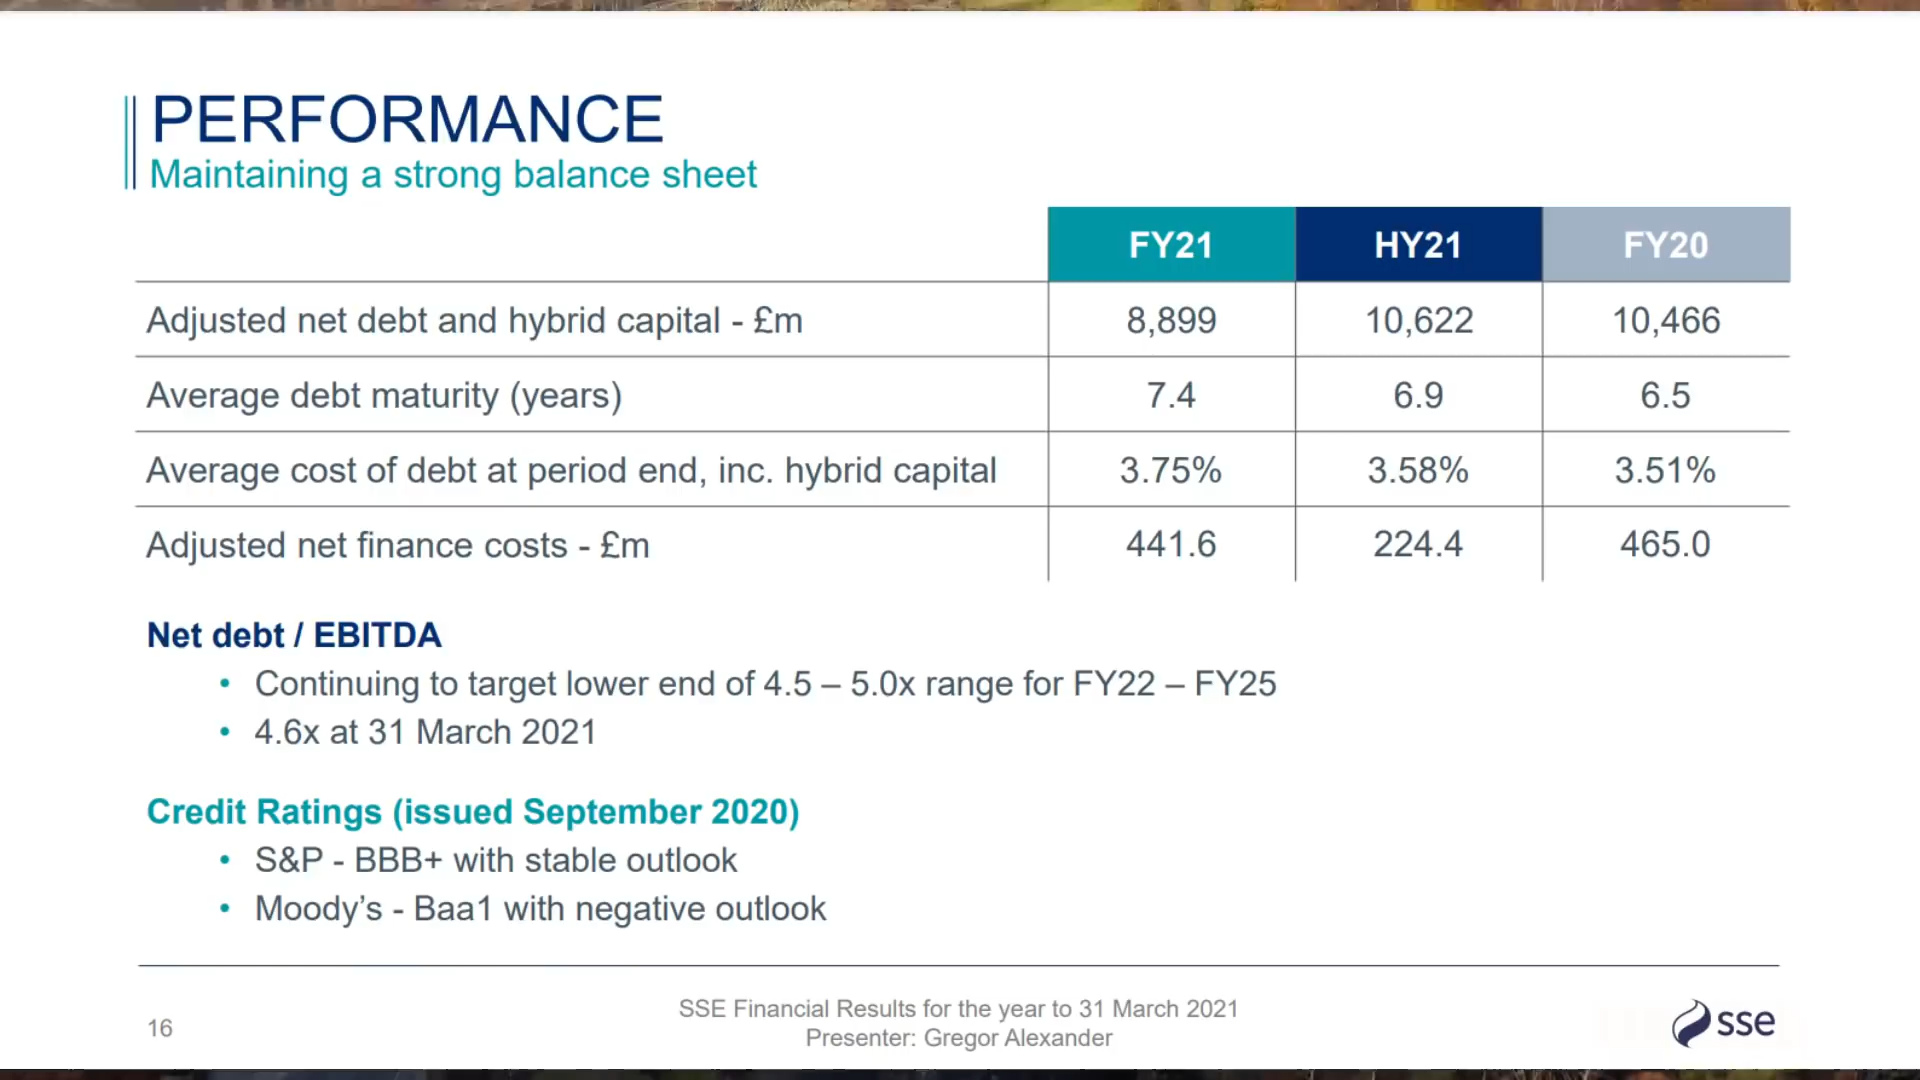 PERFORMANCE
Maintaining a strong balance sheet
FY21 HY21 FY20
Adjusted net debt and hybrid capital - £m 8,899 10,622 10,466
Average debt maturity (years) 7.4 6.9 6.5
Average cost of debt at period end, inc. hybrid capital 3.75% 3.58% 3.51%
Adjusted net finance costs - £m 441.6 224.4 465.0
Net debt / EBITDA
• Continuing to target lower end of 4.5 – 5.0x range for FY22 – FY25
• 4.6x at 31 March 2021
Credit Ratings (issued September 2020)
• S&P - BBB+ with stable outlook
• Moody’s - Baa1 with negative outlook
16
SSE Financial Results for the year to 31 March 2021
Presenter: Gregor Alexander
sse